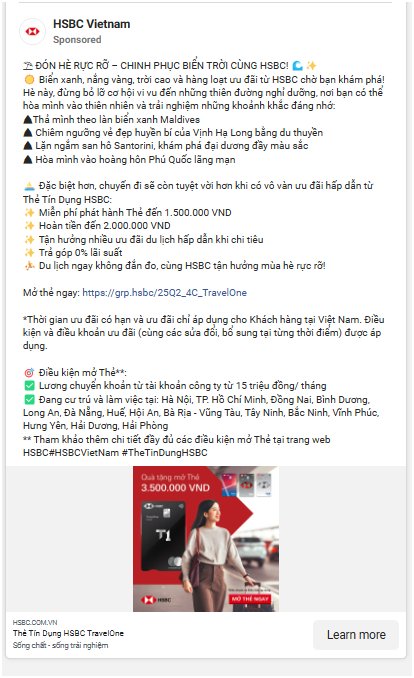 HSBC Vietnam
Sponsored
⛱ ĐÓN HÈ RỰC RỠ – CHINH PHỤC BIỂN TRỜI CÙNG HSBC! 🌊 ✨
🌞 Biển xanh, nắng vàng, trời cao và hàng loạt ưu đãi từ HSBC chờ bạn khám phá!
Hè này, đừng bỏ lỡ cơ hội vi vu đến những thiên đường nghỉ dưỡng, nơi bạn có thể
hòa mình vào thiên nhiên và trải nghiệm những khoảnh khắc đáng nhớ:
Thả mình theo làn biển xanh Maldives
Chiêm ngưỡng vẻ đẹp huyền bí của Vịnh Hạ Long bằng du thuyền
Lặn ngắm san hô Santorini, khám phá đại dương đầy màu sắc
Hòa mình vào hoàng hôn Phú Quốc lãng mạn
Đặc biệt hơn, chuyến đi sẽ còn tuyệt vời hơn khi có vô vàn ưu đãi hấp dẫn từ
Thẻ Tín Dụng HSBC:
✨ Miễn phí phát hành Thẻ đến 1.500.000 VND
✨ Hoàn tiền đến 2.000.000 VND
✨ Tận hưởng nhiều ưu đãi du lịch hấp dẫn khi chi tiêu
✨ Trả góp 0% lãi suất
Du lịch ngay không đắn đo, cùng HSBC tận hưởng mùa hè rực rỡ!
Mở thẻ ngay: https://grp.hsbc/25Q2_4C_TravelOne
*Thời gian ưu đãi có hạn và ưu đãi chỉ áp dụng cho Khách hàng tại Việt Nam. Điều
kiện và điều khoản ưu đãi (cùng các sửa đổi, bổ sung tại từng thời điểm) được áp
dụng.
🎯 Điều kiện mở Thẻ**:
✅ Lương chuyển khoản từ tài khoản công ty từ 15 triệu đồng/ tháng
✅ Đang cư trú và làm việc tại: Hà Nội, TP. Hồ Chí Minh, Đồng Nai, Bình Dương,
Long An, Đà Nẵng, Huế, Hội An, Bà Rịa - Vũng Tàu, Tây Ninh, Bắc Ninh, Vĩnh Phúc,
Hưng Yên, Hải Dương, Hải Phòng
** Tham khảo thêm chi tiết đầy đủ các điều kiện mở Thẻ tại trang web
HSBC#HSBCVietNam #TheTinDungHSBC
Quà tặng mở Thẻ
3.500.000 VND
T1
HSBC
MỞ THẺ NGAY
HSBC.COM.VN
Thẻ Tín Dụng HSBC TravelOne
Sống chất - sống trải nghiệm
Learn more